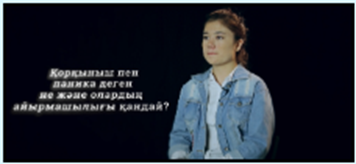 Қорқыныш пен
паника деген
не және олардың
айырмашылығы қандай?